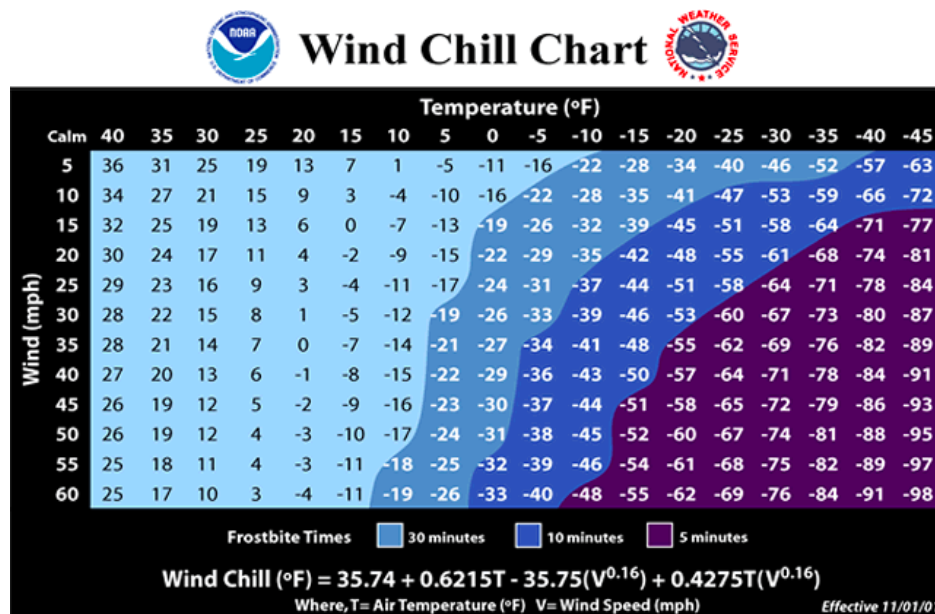 NOAA
Wind Chill Chart
NATIONAL WEATHER SERVICE
Temperature (ºF)
Calm 40 35 30 25 20 15 10 5 0 -5 -10 -15 -20 -25 -30 -35 -40 -45
5 36 31 25 19 13 7 1 -5 -11 -16 -22 -28 -34 -40 -46 -52 -57 -63
10 34 27 21 15 9 3 -4 -10 -16 -22 -28 -35 -41 -47 -53 -59 -66 -72
15 32 25 19 13 6 0 -7 -13 -19 -26 -32 -39 -45 -51 -58 -64 -71 -77
20 30 24 17 11 4 -2 -9 -15 -22 -29 -35 -42 -48 -55 -61 -68 -74 -81
25 29 23 16 9 3 -4 -11 -17 -24 -31 -37 -44 -51 -58 -64 -71 -78 -84
30 28 22 15 8 1 -5 -12 -19 -26 -33 -39 -46 -53 -60 -67 -73 -80 -87
35 28 21 14 7 0 -7 -14 -21 -27 -34 -41 -48 -55 -62 -69 -76 -82 -89
40 27 20 13 6 -1 -8 -15 -22 -29 -36 -43 -50 -57 -64 -71 -78 -84 -91
45 26 19 12 5 -2 -9 -16 -23 -30 -37 -44 -51 -58 -65 -72 -79 -86 -93
50 26 19 12 4 -3 -10 -17 -24 -31 -38 -45 -52 -60 -67 -74 -81 -88 -95
55 25 18 11 4 -3 -11 -18 -25 -32 -39 -46 -54 -61 -68 -75 -82 -89 -97
60 25 17 10 3 -4 -11 -19 -26 -33 -40 -48 -55 -62 -69 -76 -84 -91 -98
Wind (mph)
Frostbite Times 30 minutes 10 minutes 5 minutes
Wind Chill (ºF) = 35.74 + 0.6215T - 35.75(V^0.16) + 0.4275T(V^0.16)
Where, T= Air Temperature (ºF) V= Wind Speed (mph) Effective 11/01/0